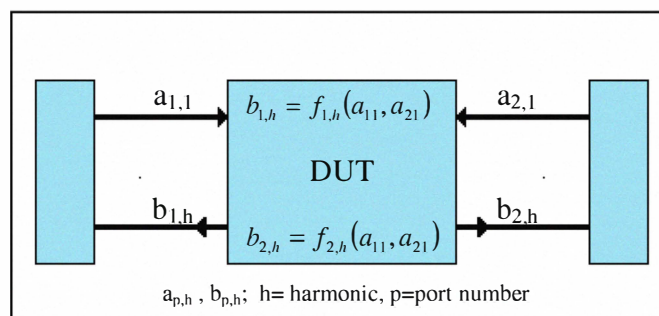 a1,1
b1,h = f1,h(a11, a21)
a2,1
DUT
b1,h
b2,h = f2,h(a11, a21)
b2,h
ap,h , bp,h; h= harmonic, p=port number